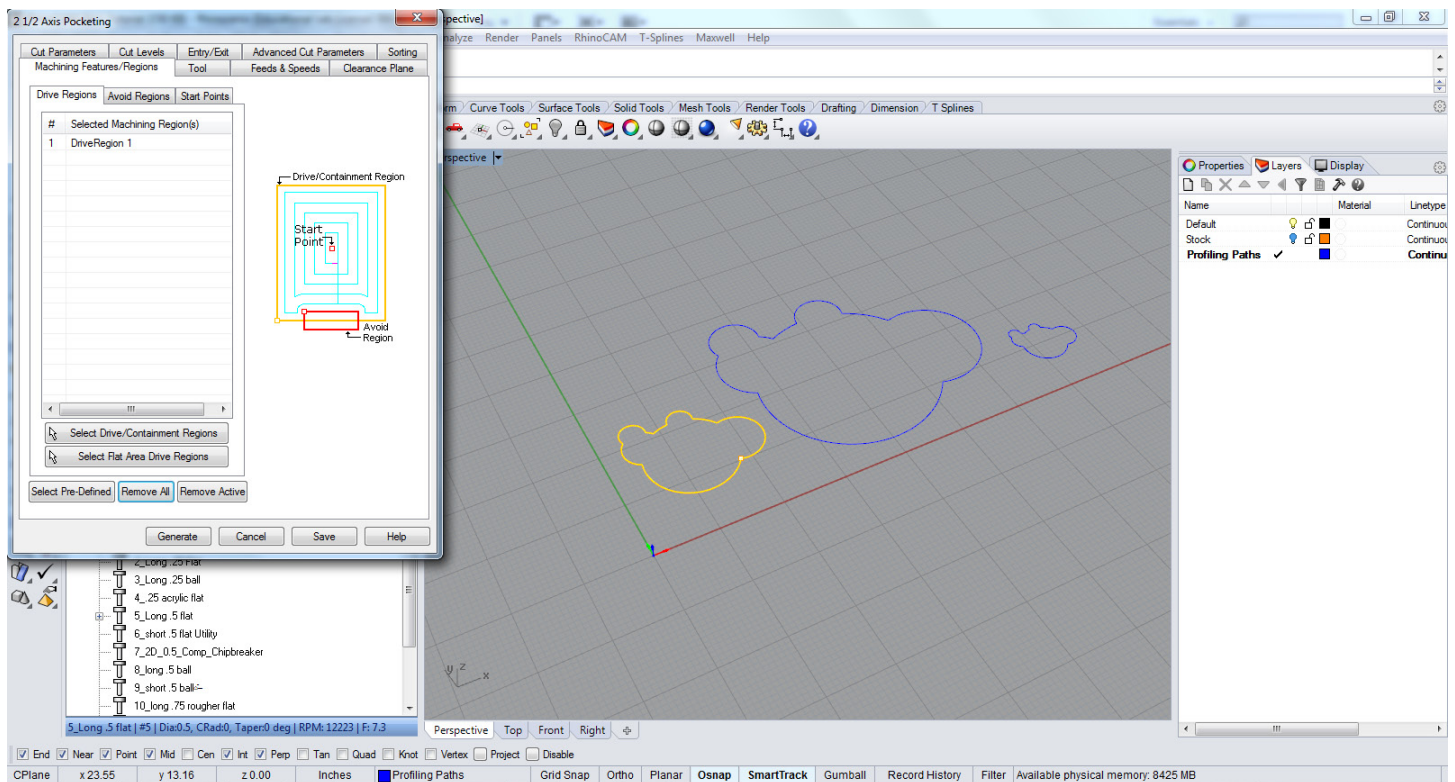 2 1/2 Axis Pocketing
Cut Parameters Cut Levels Entry/Exit Advanced Cut Parameters Sorting
Machining Features/Regions Tool Feeds & Speeds Clearance Plane
Drive Regions Avoid Regions Start Points
# Selected Machining Region(s)
1 DriveRegion 1
Drive/Containment Region
Start
Point
Avoid
Region
Select Drive/Containment Regions
Select Flat Area Drive Regions
Select Pre-Defined Remove All Remove Active
Generate Cancel Save Help
pective]
nalyze Render Panels RhinoCAM T-Splines Maxwell Help
rm Curve Tools Surface Tools Solid Tools Mesh Tools Render Tools Drafting Dimension T Splines
rspective
Properties Layers Display
Name Material Linetype
Default Continuou
Stock Continuou
Profiling Paths Continu
y z x
2_Long .25 Flat
3_Long .25 ball
4_.25 acrylic flat
5_Long .5 flat
6_short .5 flat Utility
7_2D_0.5_Comp_Chipbreaker
8_long .5 ball
9_short .5 ball
10_long .75 rougher flat
5_Long .5 flat | #5 | Dia:0.5, CRad:0, Taper:0 deg | RPM: 12223 | F: 7.3
Perspective Top Front Right
End Near Point Mid Cen Int Perp Tan Quad Knot Vertex Project Disable
CPlane x 23.55 y 13.16 z 0.00 Inches Profiling Paths Grid Snap Ortho Planar Osnap SmartTrack Gumball Record History Filter Available physical memory: 8425 MB